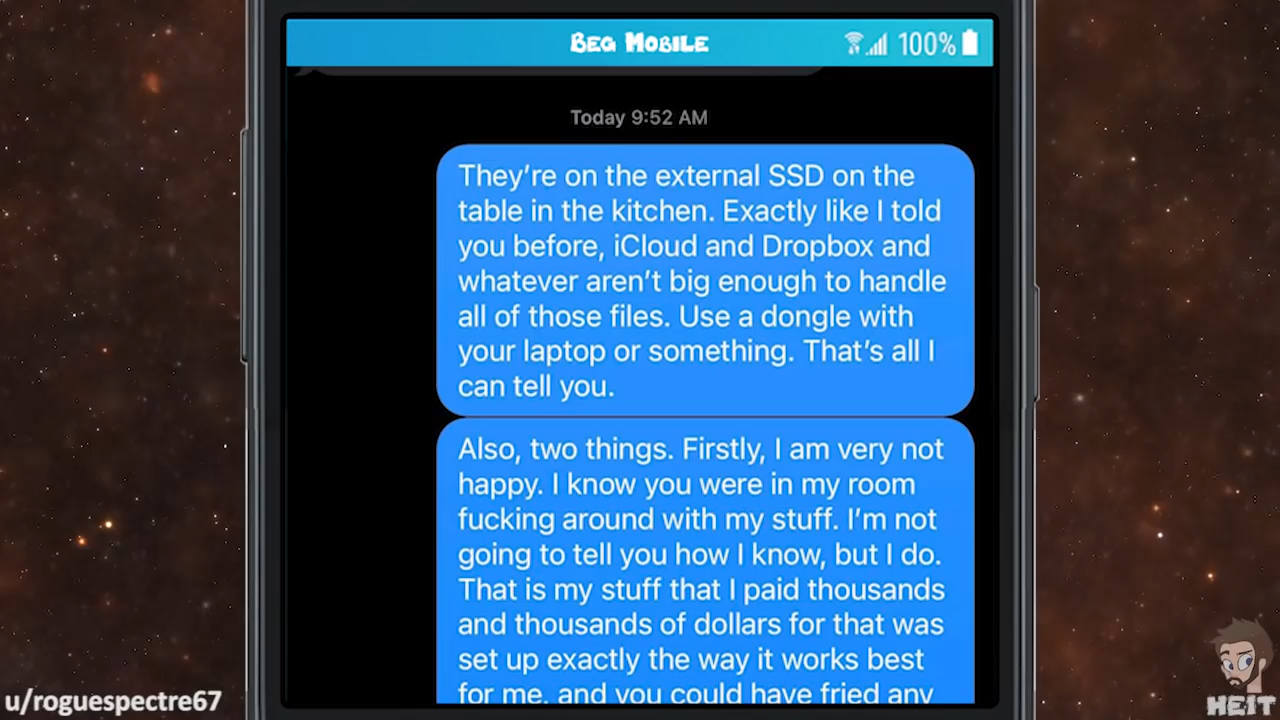 BEG MOBILE
100%
Today 9:52 AM
They’re on the external SSD on the
table in the kitchen. Exactly like I told
you before, iCloud and Dropbox and
whatever aren’t big enough to handle
all of those files. Use a dongle with
your laptop or something. That’s all I
can tell you.
Also, two things. Firstly, I am very not
happy. I know you were in my room
fucking around with my stuff. I’m not
going to tell you how I know, but I do.
That is my stuff that I paid thousands
and thousands of dollars for that was
set up exactly the way it works best
for me, and you could have fried any
u/roguespectre67
HEIT